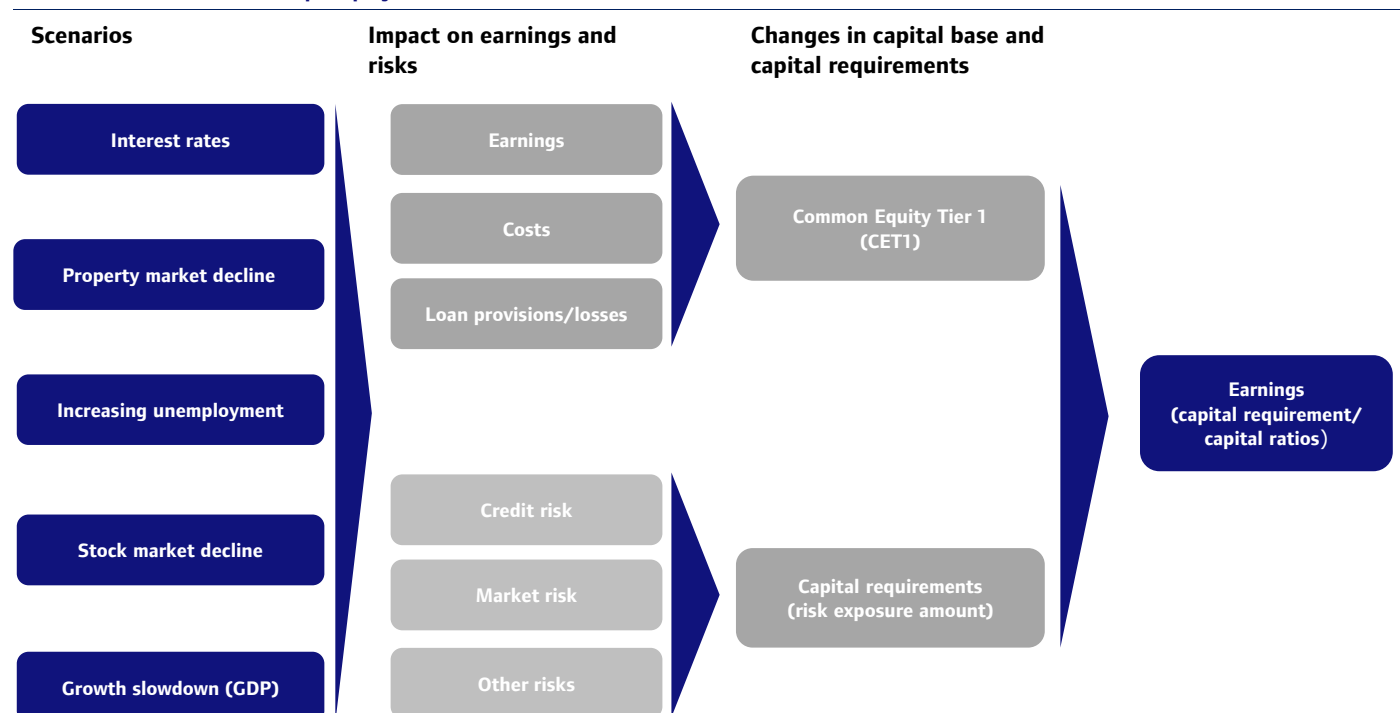 Scenarios
Impact on earnings and
risks
Changes in capital base and
capital requirements
Interest rates
Property market decline
Increasing unemployment
Stock market decline
Growth slowdown (GDP)
Earnings
Costs
Loan provisions/losses
Credit risk
Market risk
Other risks
Common Equity Tier 1
(CET1)
Capital requirements
(risk exposure amount)
Earnings
(capital requirement/
capital ratios)